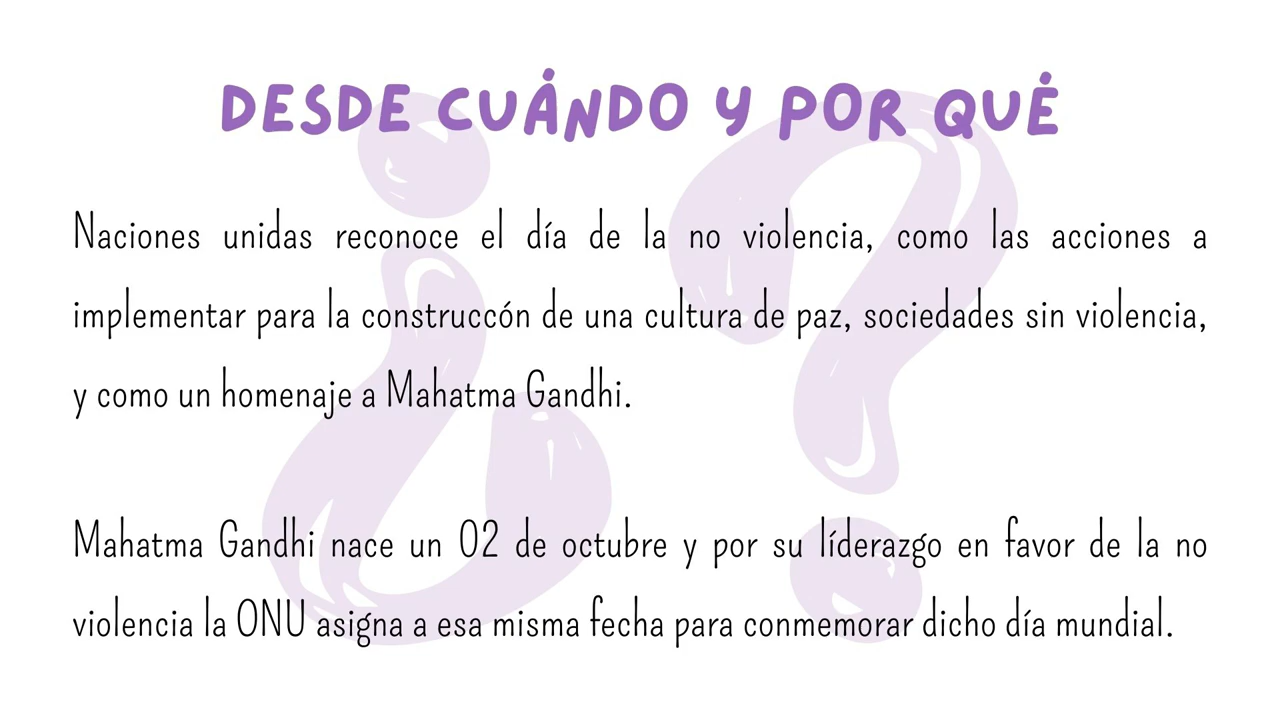 DESDE CUÁNDO Y POR QUÉ
Naciones unidas reconoce el día de la no violencia, como las acciones a
implementar para la construccón de una cultura de paz, sociedades sin violencia,
y como un homenaje a Mahatma Gandhi.
Mahatma Gandhi nace un 02 de octubre y por su líderazgo en favor de la no
violencia la ONU asigna a esa misma fecha para conmemorar dicho día mundial.